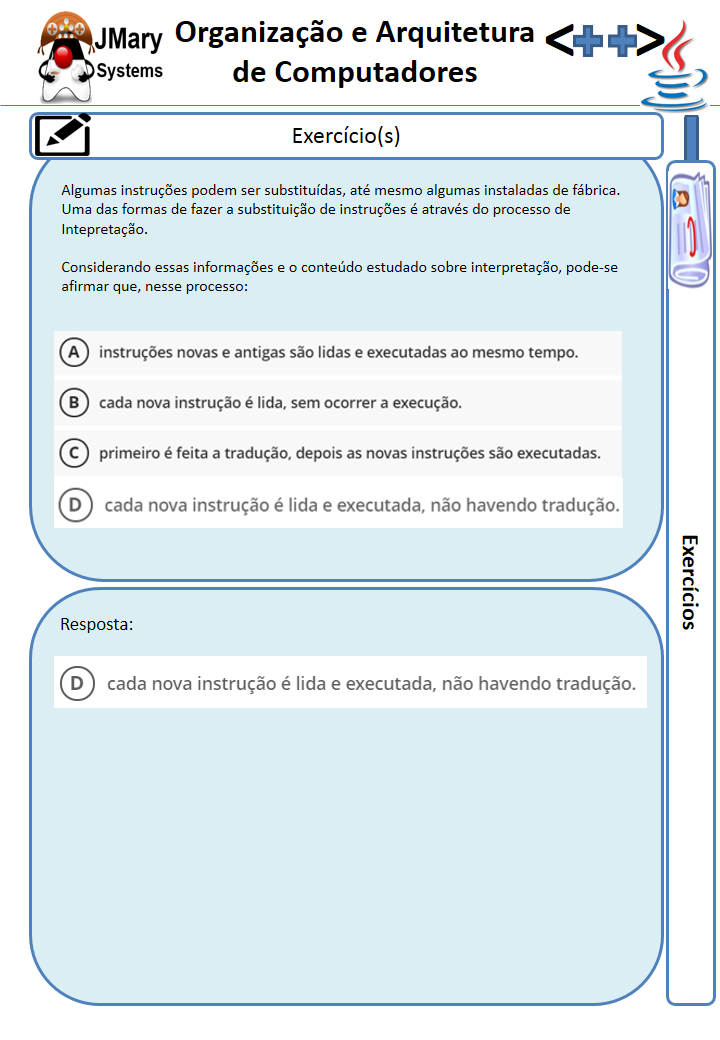 JMary
Systems
Organização e Arquitetura
de Computadores
<++>
Exercício(s)
Algumas instruções podem ser substituídas, até mesmo algumas instaladas de fábrica.
Uma das formas de fazer a substituição de instruções é através do processo de
Intepretação.
Considerando essas informações e o conteúdo estudado sobre interpretação, pode-se
afirmar que, nesse processo:
A instruções novas e antigas são lidas e executadas ao mesmo tempo.
B cada nova instrução é lida, sem ocorrer a execução.
C primeiro é feita a tradução, depois as novas instruções são executadas.
D cada nova instrução é lida e executada, não havendo tradução.
Exercícios
Resposta:
D cada nova instrução é lida e executada, não havendo tradução.